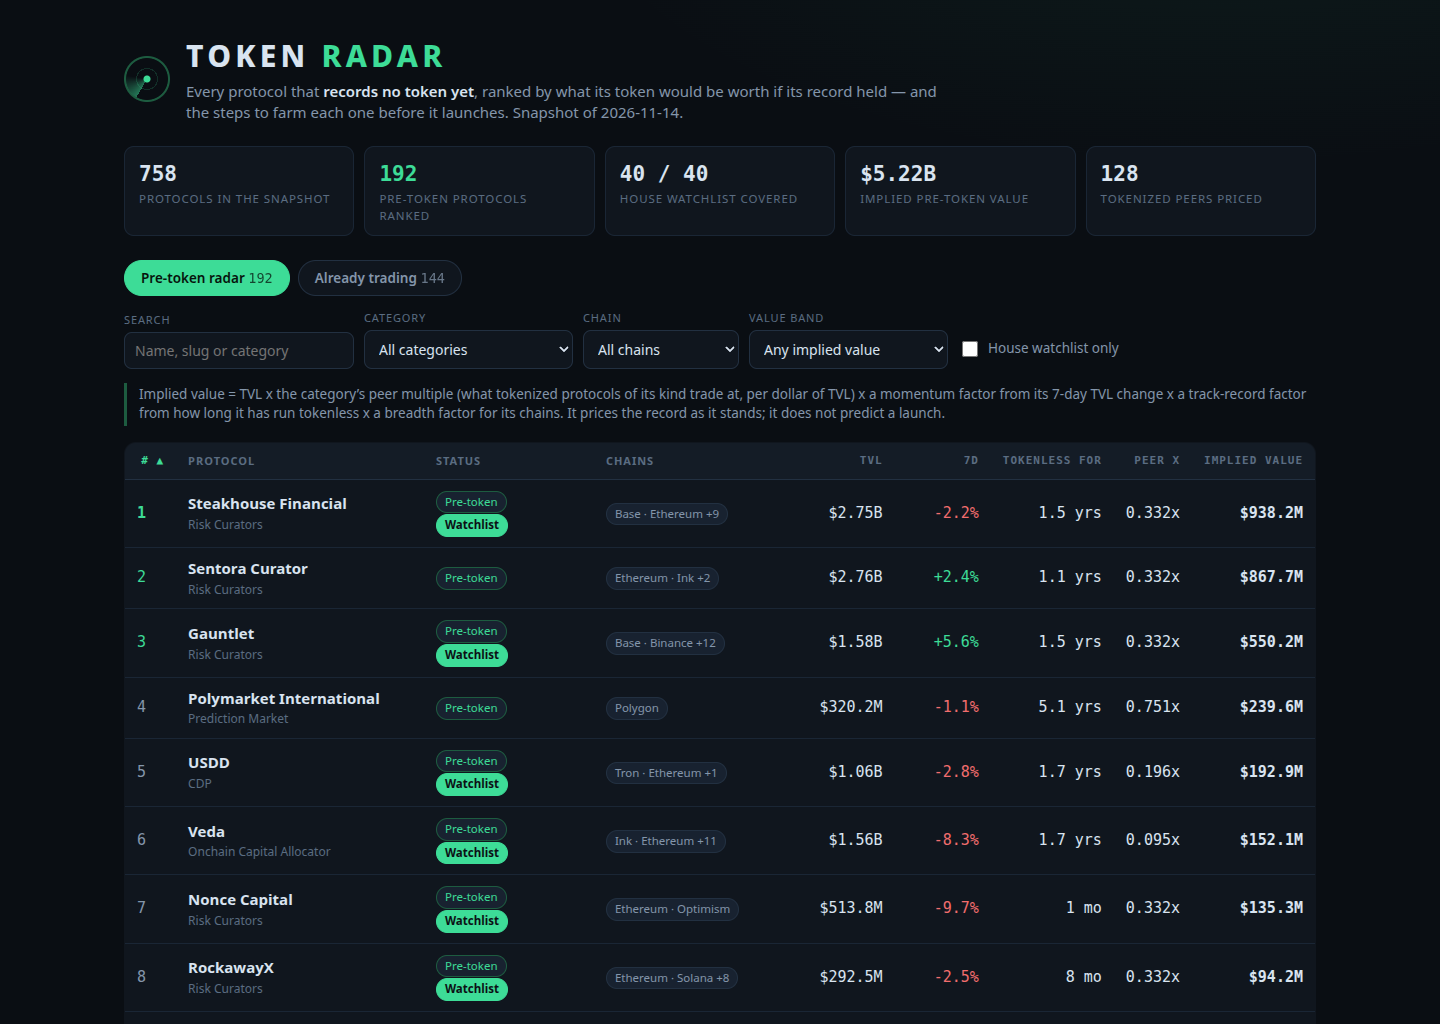 TOKEN RADAR
Every protocol that records no token yet, ranked by what its token would be worth if its record held — and
the steps to farm each one before it launches. Snapshot of 2026-11-14.
758
PROTOCOLS IN THE SNAPSHOT
192
PRE-TOKEN PROTOCOLS
RANKED
40 / 40
HOUSE WATCHLIST COVERED
$5.22B
IMPLIED PRE-TOKEN VALUE
128
TOKENIZED PEERS PRICED
Pre-token radar 192
Already trading 144
SEARCH
Name, slug or category
CATEGORY
All categories
CHAIN
All chains
VALUE BAND
Any implied value
House watchlist only
Implied value = TVL x the category's peer multiple (what tokenized protocols of its kind trade at, per dollar of TVL) x a momentum factor from its 7-day TVL change x a track-record factor
from how long it has run tokenless x a breadth factor for its chains. It prices the record as it stands; it does not predict a launch.
# ▲ PROTOCOL STATUS CHAINS TVL 7D TOKENLESS FOR PEER X IMPLIED VALUE
1 Steakhouse Financial Risk Curators Pre-token Watchlist Base · Ethereum +9 $2.75B -2.2% 1.5 yrs 0.332x $938.2M
2 Sentora Curator Risk Curators Pre-token Ethereum · Ink +2 $2.76B +2.4% 1.1 yrs 0.332x $867.7M
3 Gauntlet Risk Curators Pre-token Watchlist Base · Binance +12 $1.58B +5.6% 1.5 yrs 0.332x $550.2M
4 Polymarket International Prediction Market Pre-token Polygon $320.2M -1.1% 5.1 yrs 0.751x $239.6M
5 USDD CDP Pre-token Watchlist Tron · Ethereum +1 $1.06B -2.8% 1.7 yrs 0.196x $192.9M
6 Veda Onchain Capital Allocator Pre-token Watchlist Ink · Ethereum +11 $1.56B -8.3% 1.7 yrs 0.095x $152.1M
7 Nonce Capital Risk Curators Pre-token Watchlist Ethereum · Optimism $513.8M -9.7% 1 mo 0.332x $135.3M
8 RockawayX Risk Curators Pre-token Watchlist Ethereum · Solana +8 $292.5M -2.5% 8 mo 0.332x $94.2M